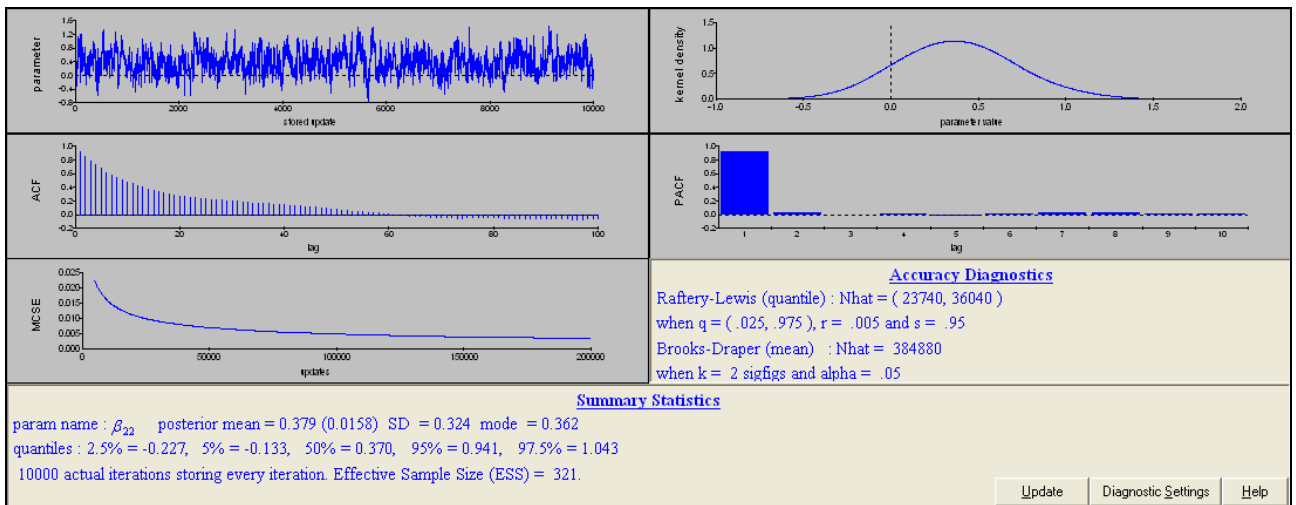 parameter
1.6
1.2
0.8
0.4
0.0
-0.4
-0.8
0 2000 4000 6000 8000 10000
stored update
kernel density
1.5
1.0
0.5
0.0
-1.0 -0.5 0.0 0.5 1.0 1.5 2.0
parameter value
ACF
1.0
0.8
0.6
0.4
0.2
0.0
-0.2
0 20 40 60 80 100
lag
PACF
1.0
0.8
0.6
0.4
0.2
0.0
-0.2
1 2 3 4 5 6 7 8 9 10
lag
MCSE
0.025
0.020
0.015
0.010
0.005
0.000
0 50000 100000 150000 200000
updates
Accuracy Diagnostics
Raftery-Lewis (quantile) : Nhat = ( 23740, 36040 )
when q = ( .025, .975 ), r = .005 and s = .95
Brooks-Draper (mean) : Nhat = 384880
when k = 2 sigfigs and alpha = .05
Summary Statistics
param name : β22 posterior mean = 0.379 (0.0158) SD = 0.324 mode = 0.362
quantiles : 2.5% = -0.227, 5% = -0.133, 50% = 0.370, 95% = 0.941, 97.5% = 1.043
10000 actual iterations storing every iteration. Effective Sample Size (ESS) = 321.
Update Diagnostic Settings Help